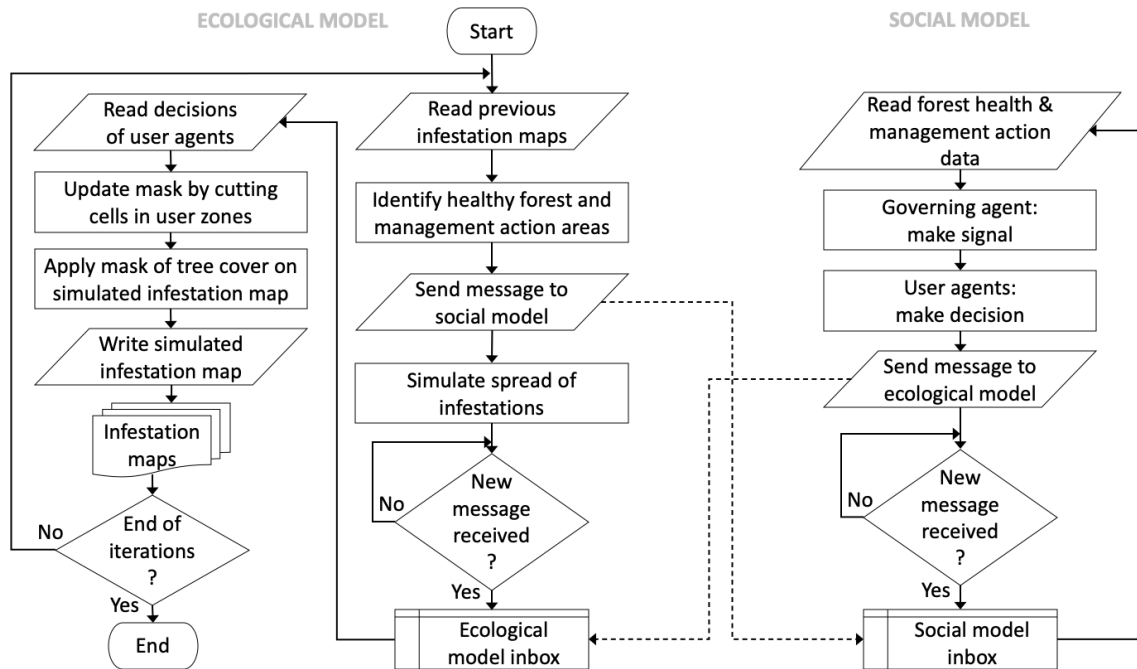 ECOLOGICAL MODEL
SOCIAL MODEL
Start
Read previous
infestation maps
Identify healthy forest and
management action areas
Send message to
social model
Simulate spread of
infestations
New
message
received
?
No
Yes
Ecological
model inbox
Read decisions
of user agents
Update mask by cutting
cells in user zones
Apply mask of tree cover on
simulated infestation map
Write simulated
infestation map
Infestation
maps
End of
iterations
?
No
Yes
End
Read forest health &
management action
data
Governing agent:
make signal
User agents:
make decision
Send message to
ecological model
New
message
received
?
No
Yes
Social model
inbox